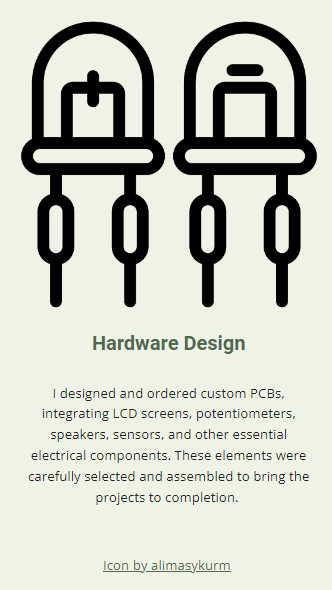 Hardware Design
I designed and ordered custom PCBs,
integrating LCD screens, potentiometers,
speakers, sensors, and other essential
electrical components. These elements were
carefully selected and assembled to bring the
projects to completion.
Icon by alimasykurm